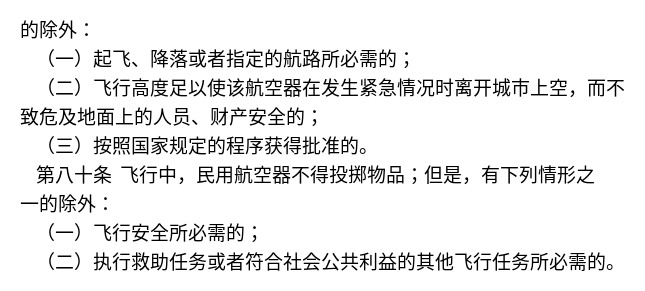 的除外：
（一）起飞、降落或者指定的航路所必需的；
（二）飞行高度足以使该航空器在发生紧急情况时离开城市上空，而不
致危及地面上的人员、财产安全的；
（三）按照国家规定的程序获得批准的。
第八十条 飞行中，民用航空器不得投掷物品；但是，有下列情形之
一的除外：
（一）飞行安全所必需的；
（二）执行救助任务或者符合社会公共利益的其他飞行任务所必需的。